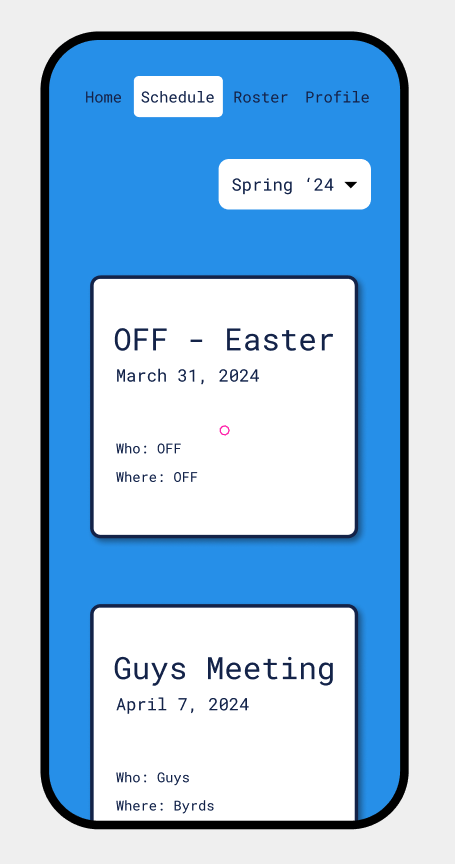 Home Schedule Roster Profile
Spring ‘24
OFF - Easter
March 31, 2024
Who: OFF
Where: OFF
Guys Meeting
April 7, 2024
Who: Guys
Where: Byrds